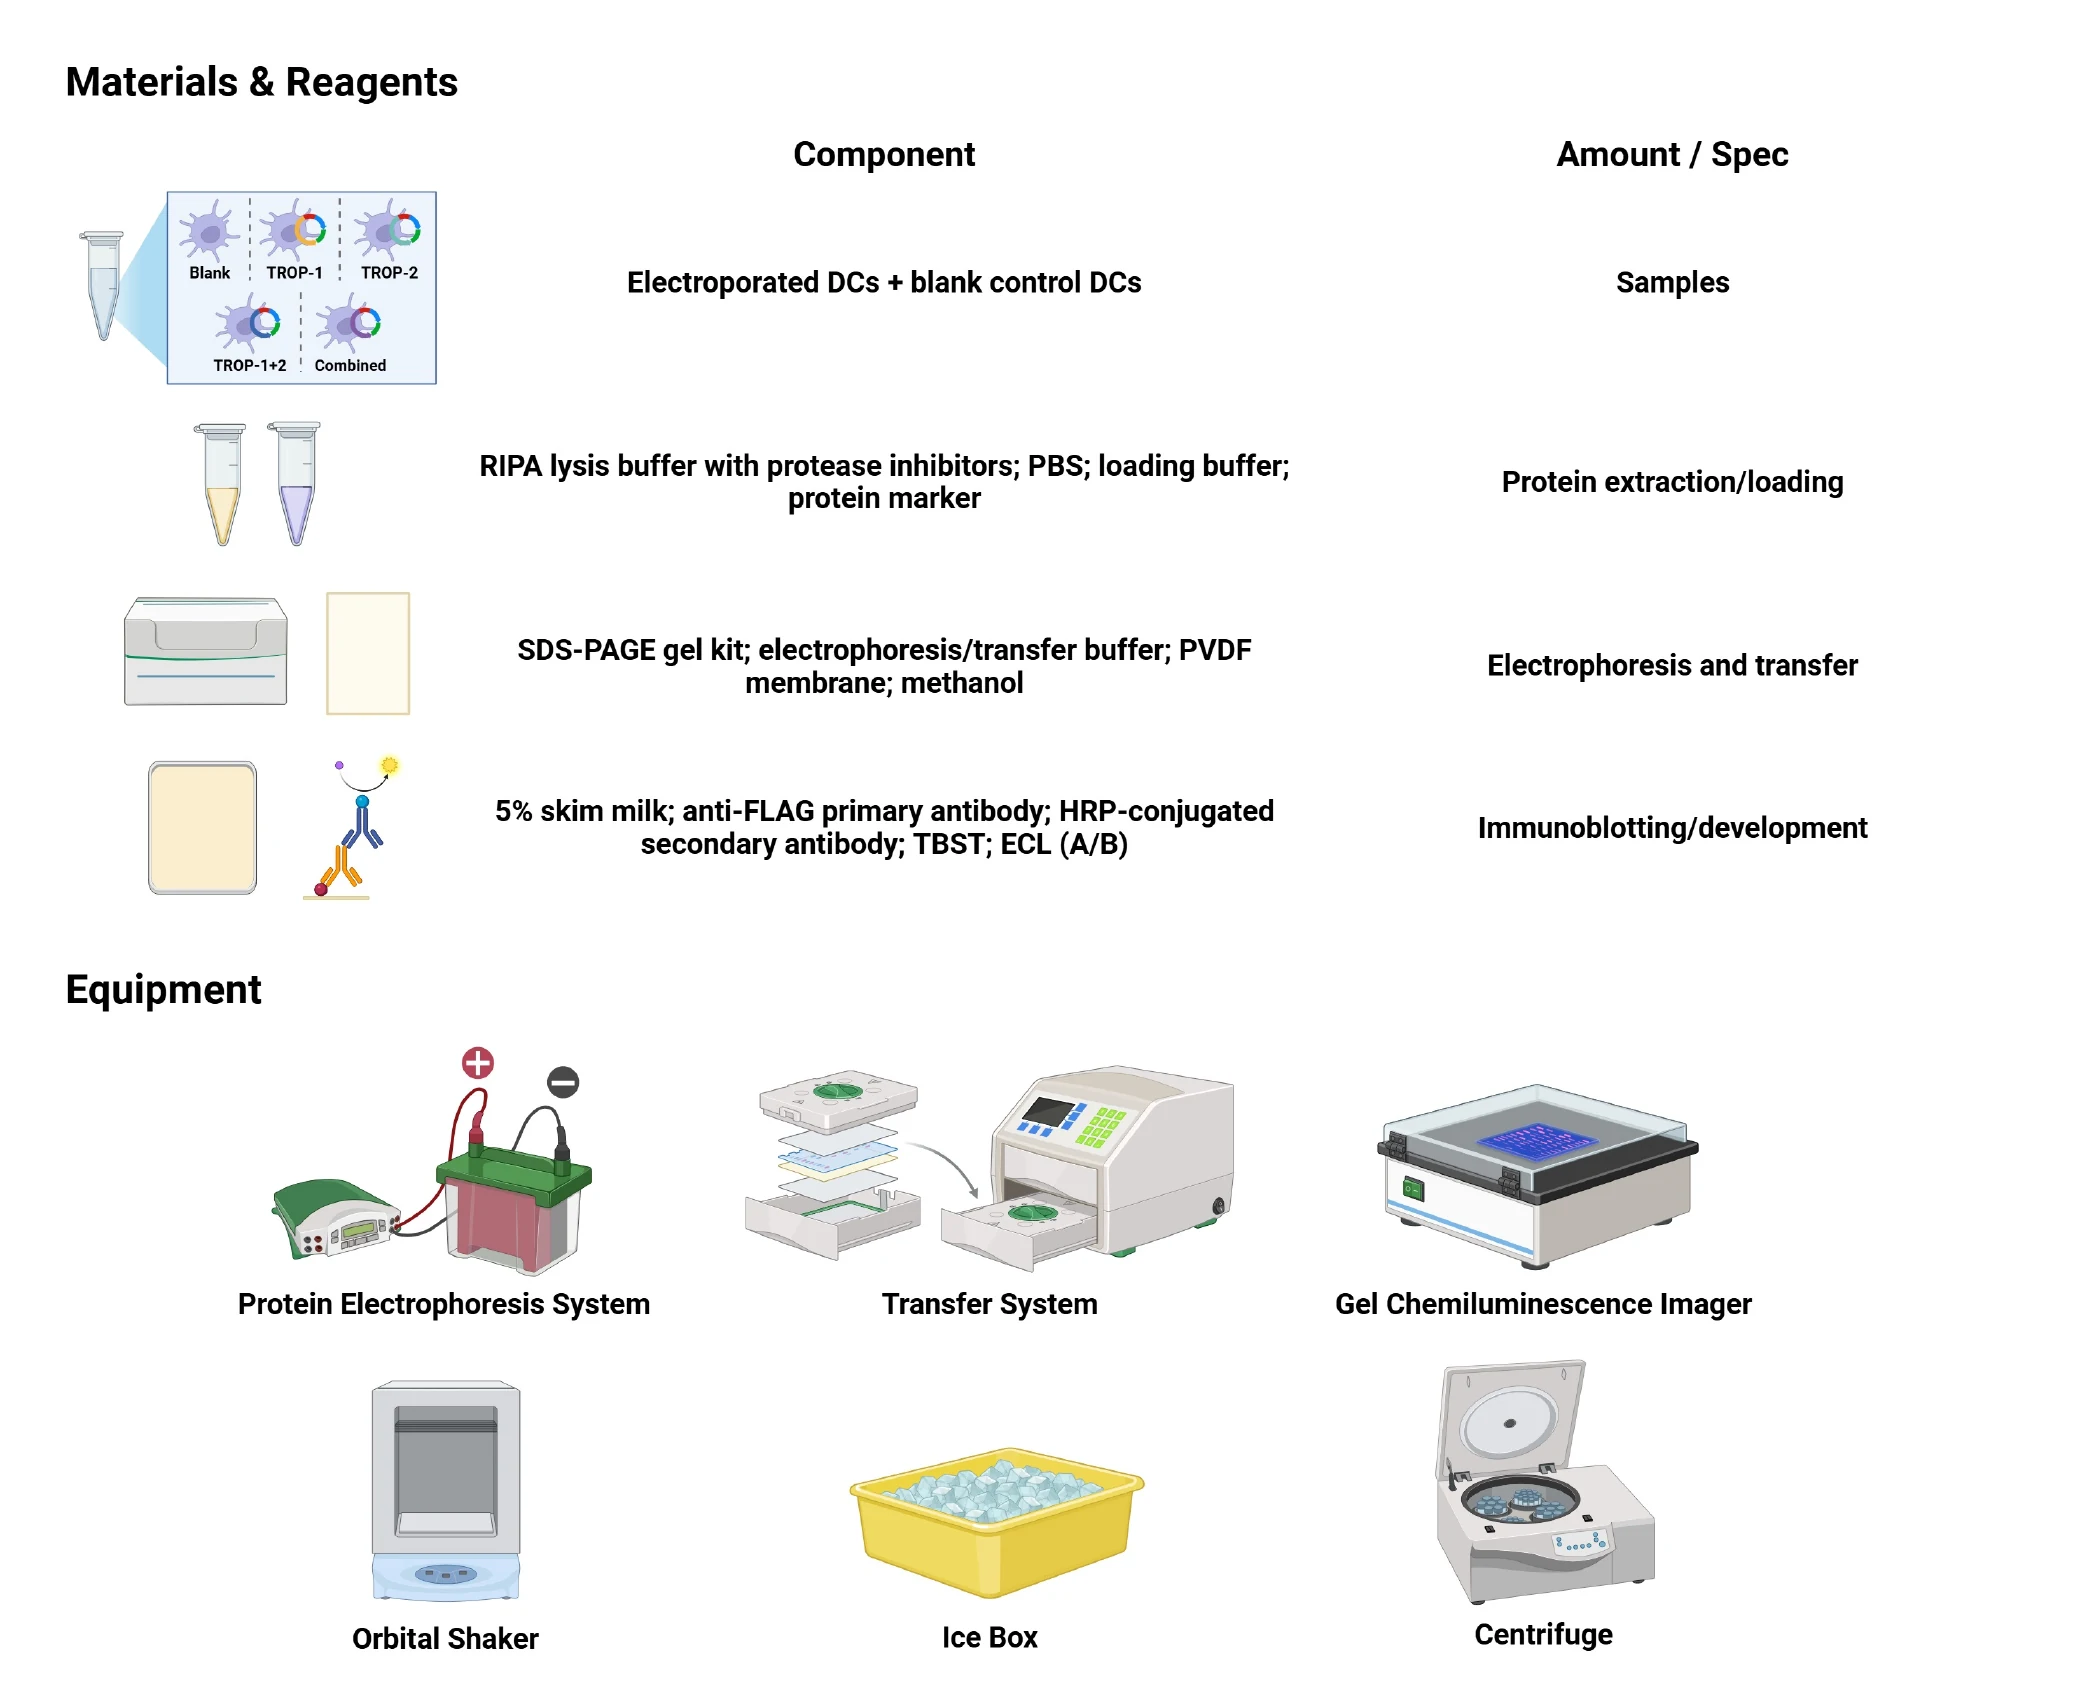 Materials & Reagents
Component
Amount / Spec
Blank
TROP-1
TROP-2
TROP-1+2
Combined
Electroporated DCs + blank control DCs
Samples
RIPA lysis buffer with protease inhibitors; PBS; loading buffer;
protein marker
Protein extraction/loading
SDS-PAGE gel kit; electrophoresis/transfer buffer; PVDF
membrane; methanol
Electrophoresis and transfer
5% skim milk; anti-FLAG primary antibody; HRP-conjugated
secondary antibody; TBST; ECL (A/B)
Immunoblotting/development
Equipment
Protein Electrophoresis System
Transfer System
Gel Chemiluminescence Imager
Orbital Shaker
Ice Box
Centrifuge